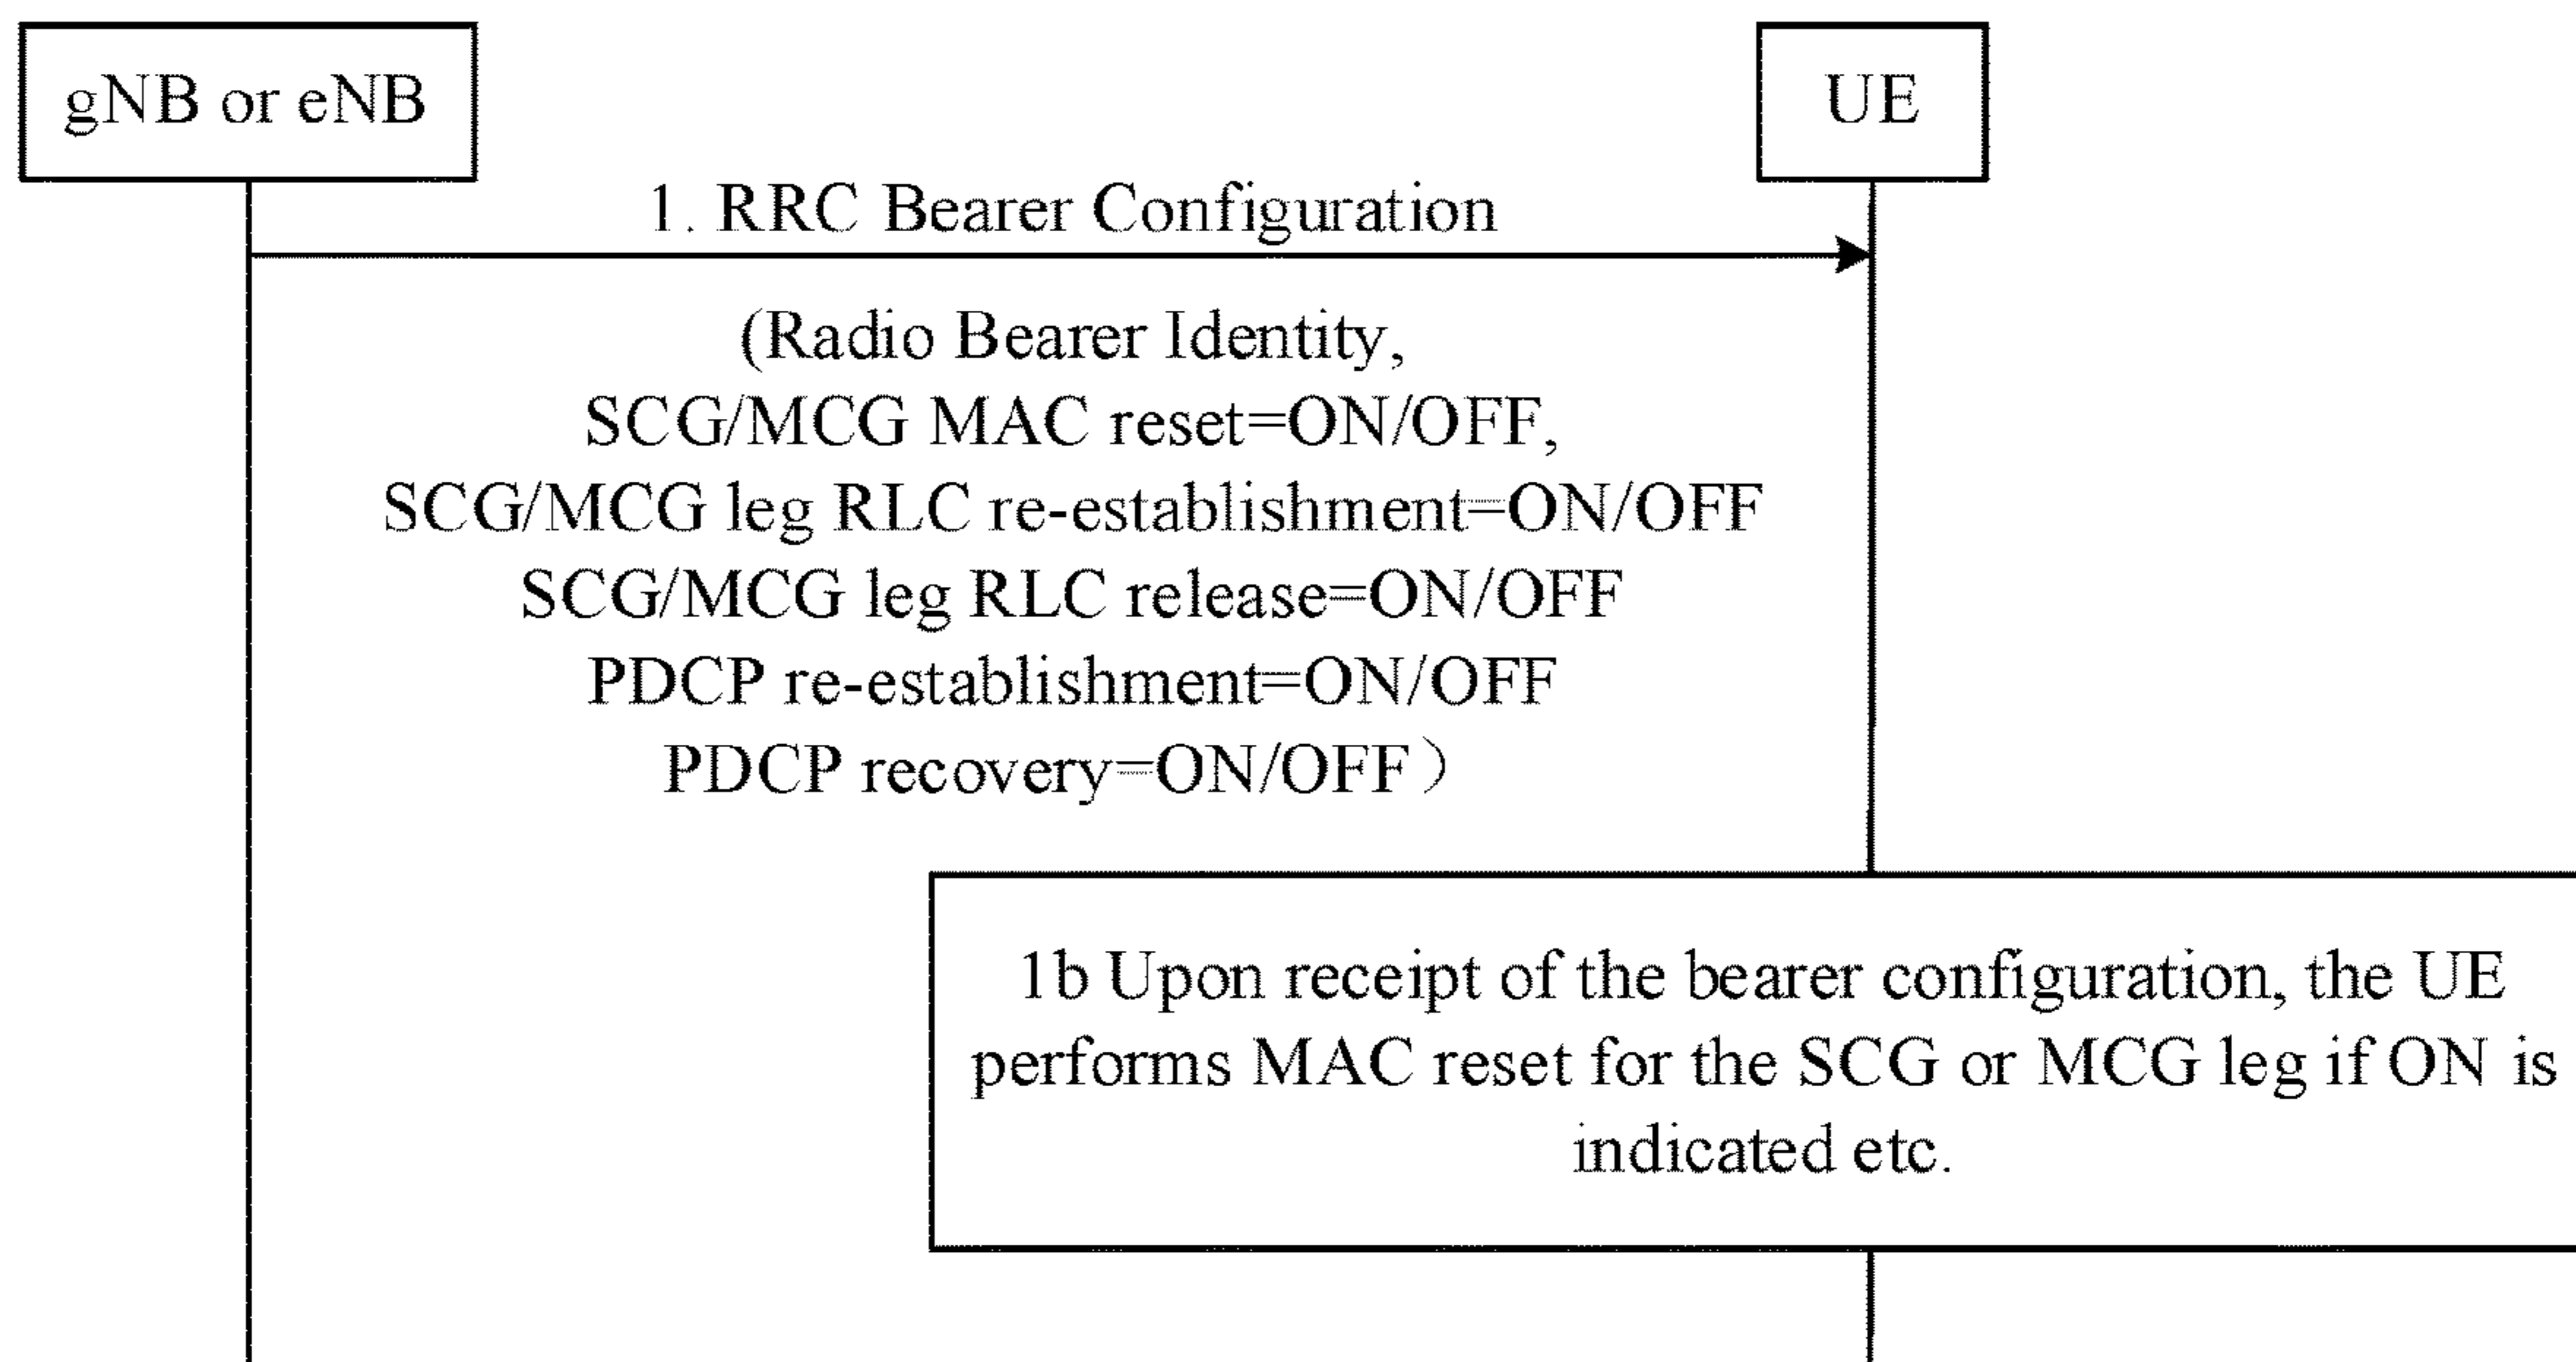 gNB or eNB
UE
1. RRC Bearer Configuration
(Radio Bearer Identity,
SCG/MCG MAC reset=ON/OFF,
SCG/MCG leg RLC re-establishment=ON/OFF
SCG/MCG leg RLC release=ON/OFF
PDCP re-establishment=ON/OFF
PDCP recovery=ON/OFF）
1b Upon receipt of the bearer configuration, the UE
performs MAC reset for the SCG or MCG leg if ON is
indicated etc.